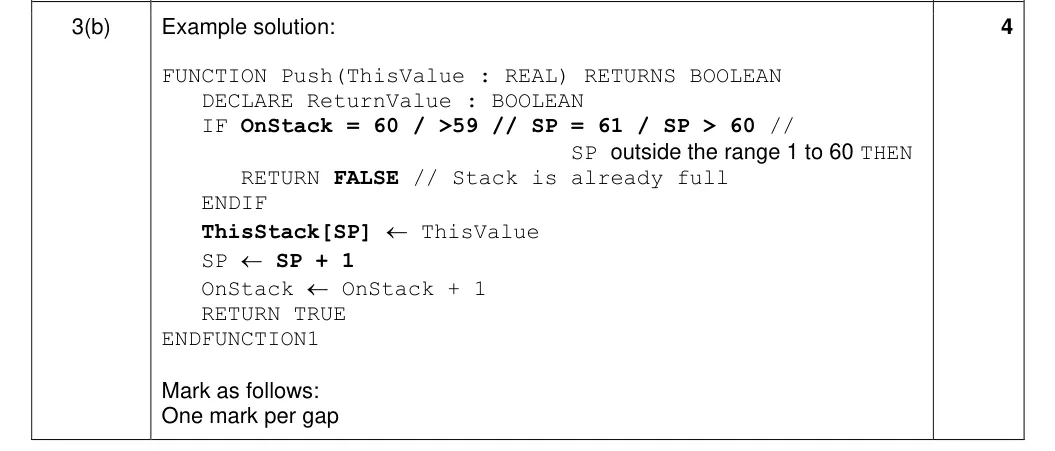 3(b)
Example solution:
4
FUNCTION Push(ThisValue : REAL) RETURNS BOOLEAN
DECLARE ReturnValue : BOOLEAN
IF OnStack = 60 / >59 // SP = 61 / SP > 60 //
SP outside the range 1 to 60 THEN
RETURN FALSE // Stack is already full
ENDIF
ThisStack[SP] ← ThisValue
SP ← SP + 1
OnStack ← OnStack + 1
RETURN TRUE
ENDFUNCTION1
Mark as follows:
One mark per gap